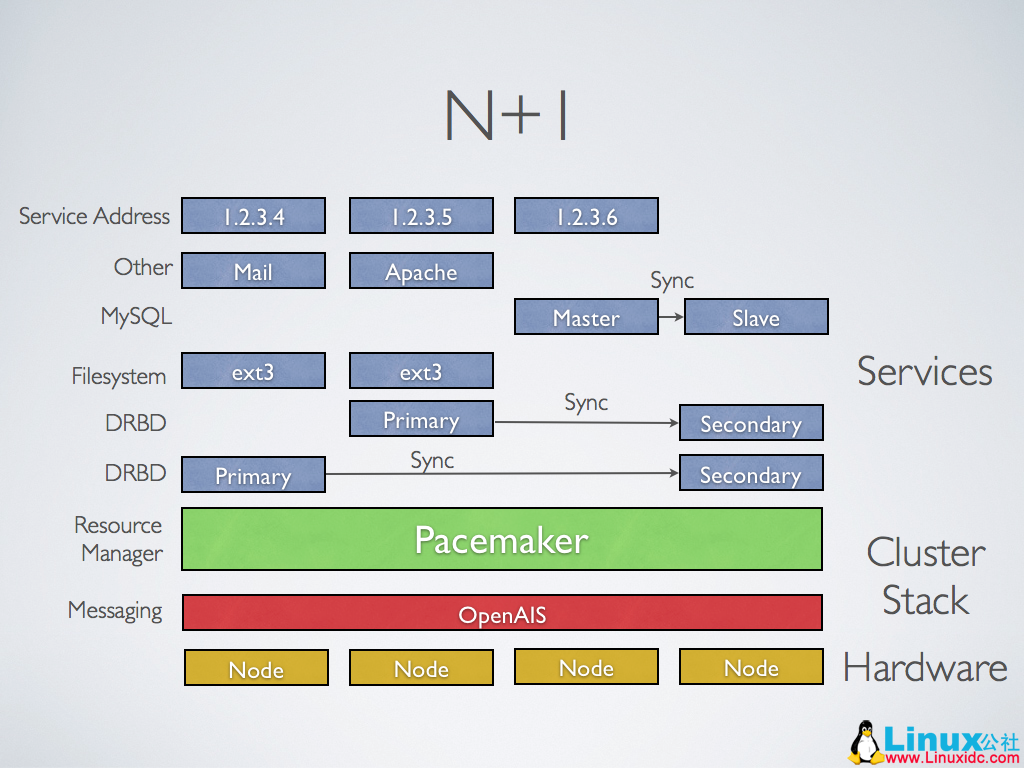 N+1
Service Address 1.2.3.4 1.2.3.5 1.2.3.6
Other Mail Apache
Sync
MySQL Master Slave
Services
Filesystem ext3 ext3
Sync
DRBD Primary Secondary
Sync
DRBD Primary Secondary
Resource
Manager
Pacemaker
Cluster
Stack
Messaging OpenAIS
Node Node Node Node Hardware
Linux公社
www.Linuxidc.com